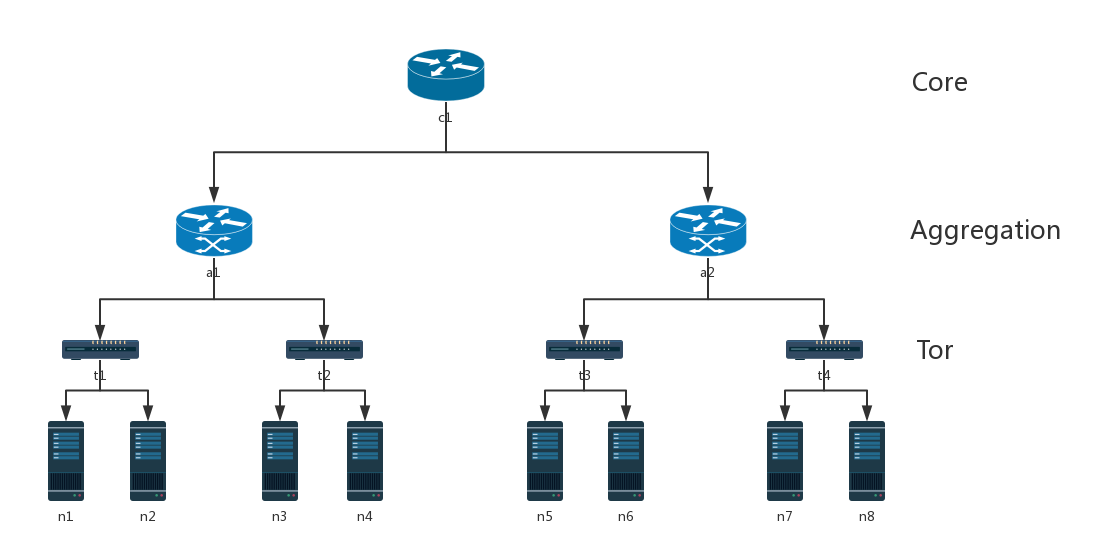 Core
c1
Aggregation
a1
a2
Tor
t1
t2
t3
t4
n1
n2
n3
n4
n5
n6
n7
n8